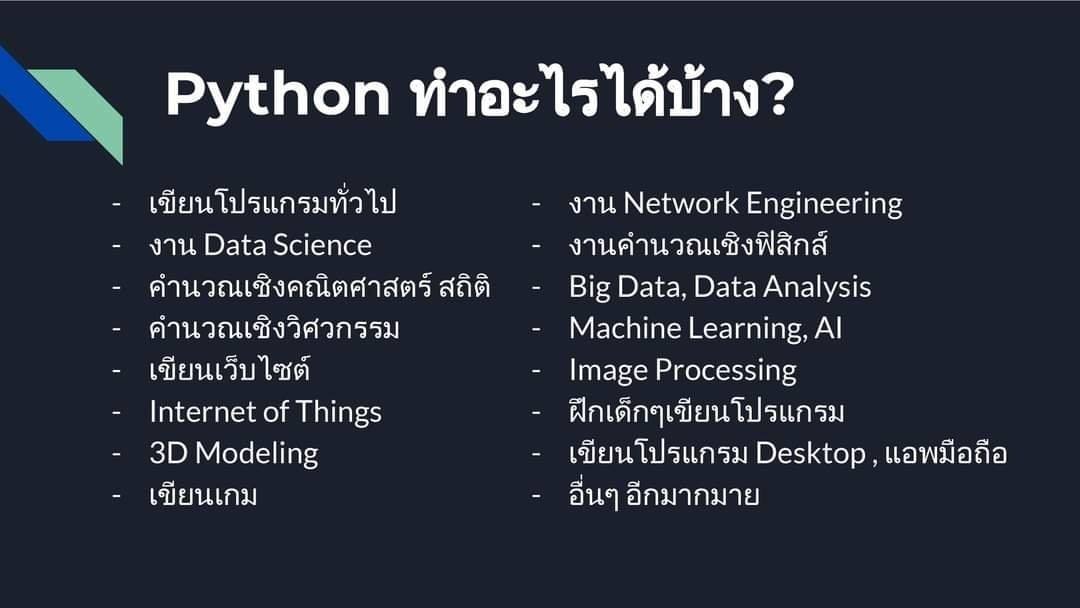 Python ทำอะไรได้บ้าง?
- เขียนโปรแกรมทั่วไป
- งาน Data Science
- คำนวณเชิงคณิตศาสตร์ สถิติ
- คำนวณเชิงวิศวกรรม
- เขียนเว็บไซต์
- Internet of Things
- 3D Modeling
- เขียนเกม
- งาน Network Engineering
- งานคำนวณเชิงฟิสิกส์
- Big Data, Data Analysis
- Machine Learning, AI
- Image Processing
- ฝึกเด็กๆเขียนโปรแกรม
- เขียนโปรแกรม Desktop , แอพมือถือ
- อื่นๆ อีกมากมาย